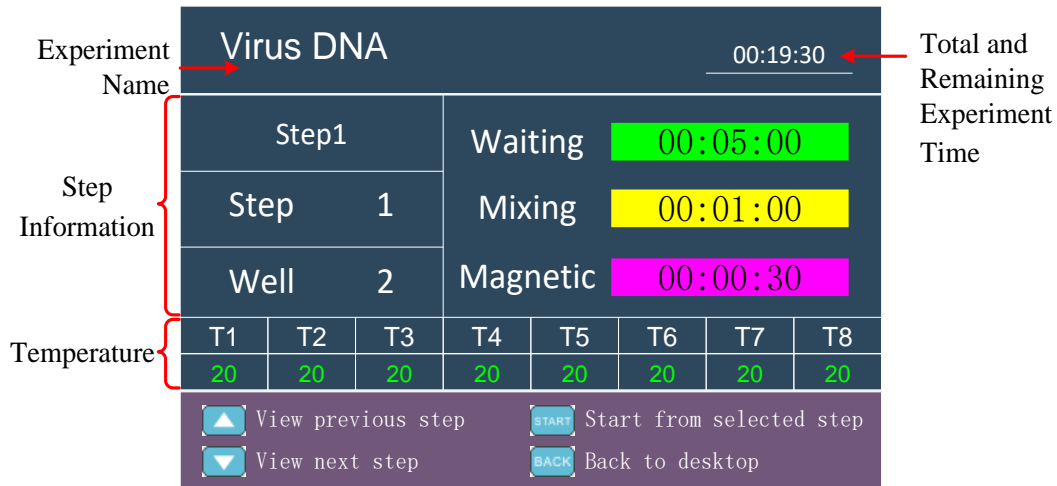 Experiment
Name
Virus DNA
00:19:30
Total and
Remaining
Experiment
Time
Step
Information
Step1
Step 1
Well 2
Waiting 00:05:00
Mixing 00:01:00
Magnetic 00:00:30
Temperature
T1 T2 T3 T4 T5 T6 T7 T8
20 20 20 20 20 20 20 20
View previous step
START Start from selected step
View next step
BACK Back to desktop